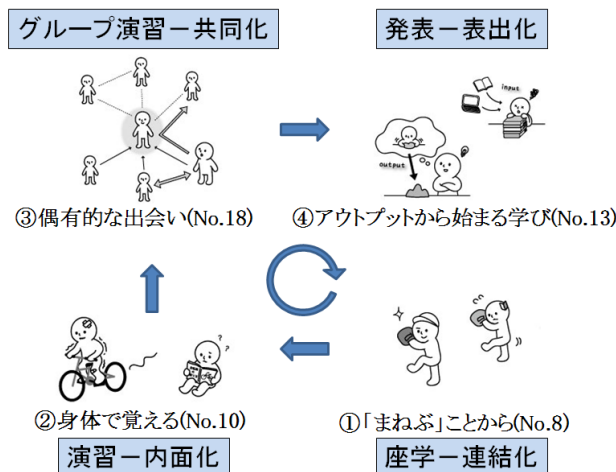 グループ演習－共同化
発表－表出化
input
output
③偶有的な出会い(No.18)
④アウトプットから始まる学び(No.13)
? ?
②身体で覚える(No.10)
①「まねぶ」ことから(No.8)
演習－内面化
座学－連結化